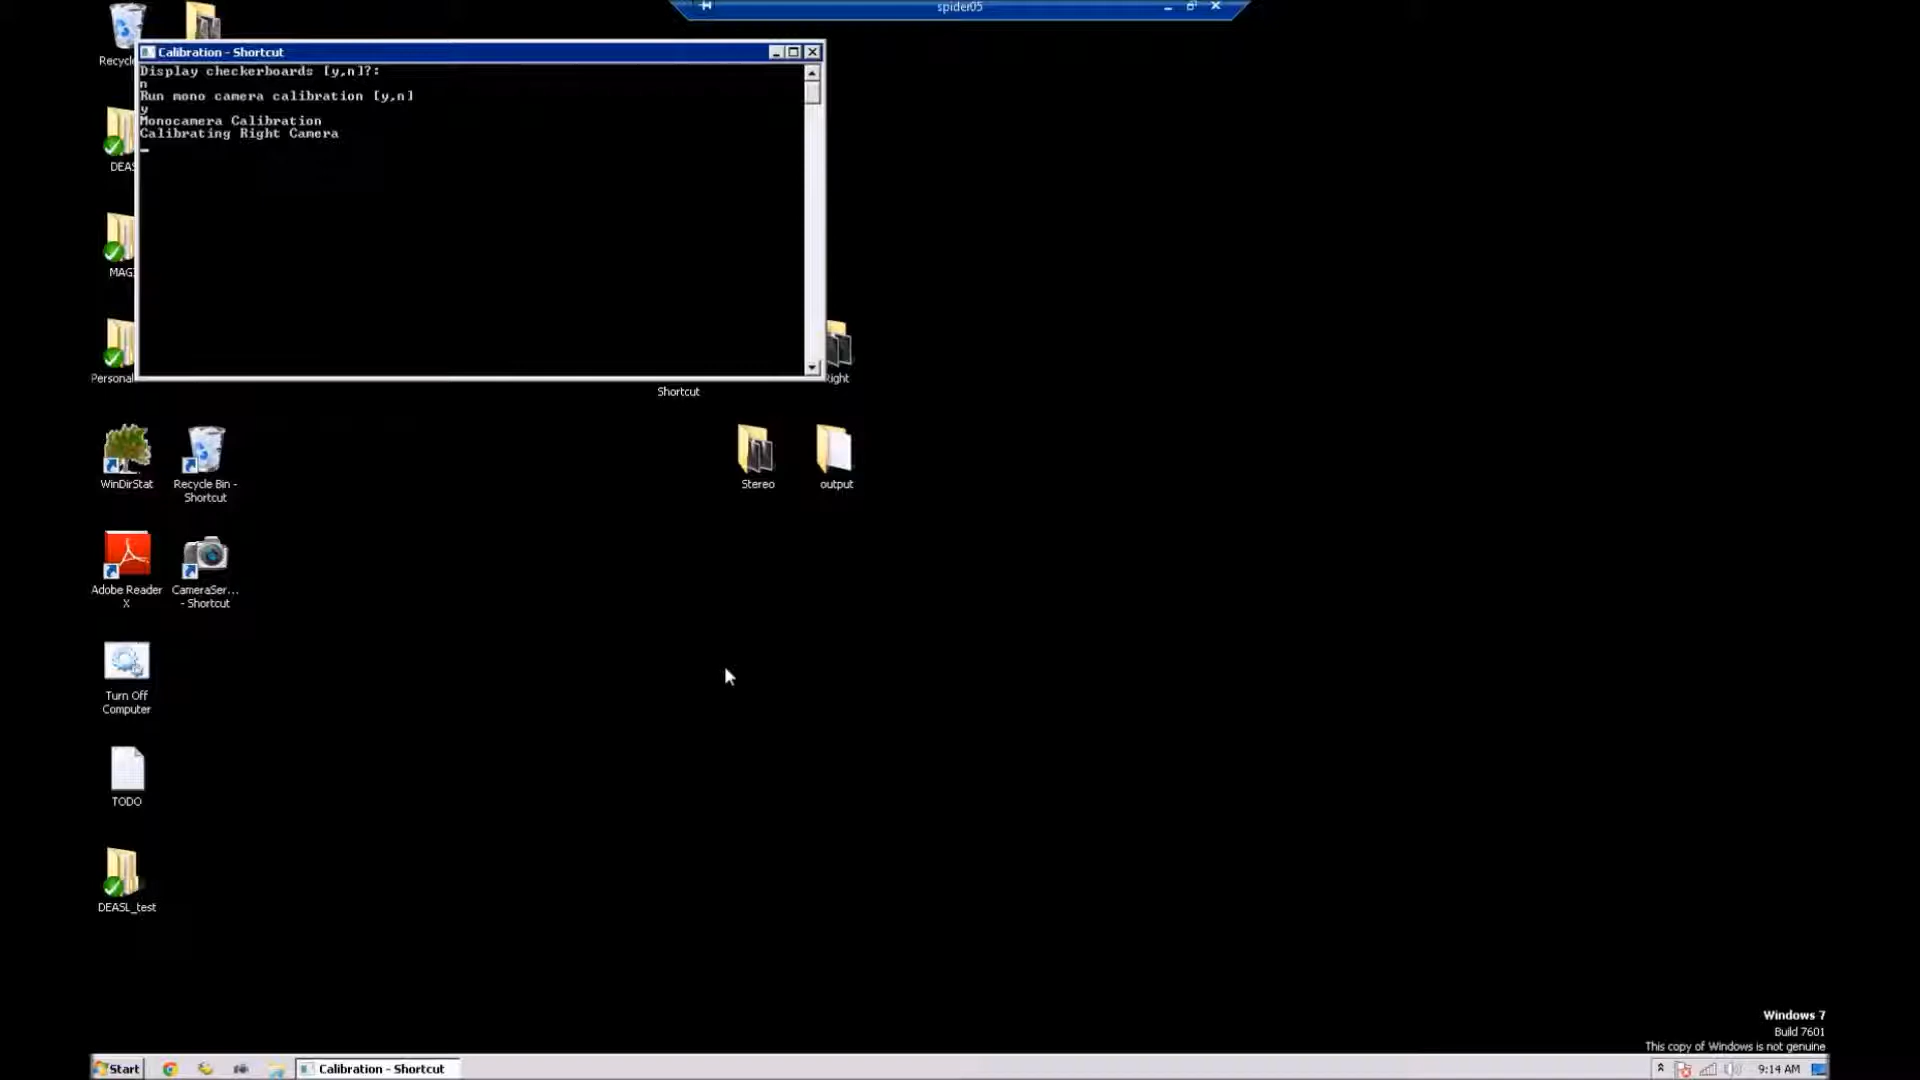 spider05
Recycl
Calibration - Shortcut
Display checkerboards [y,n]?:
n
Run mono camera calibration [y,n]
y
Monocamera Calibration
Calibrating Right Camera
DEAS
MAGI
Personal
Shortcut
Right
WinDirStat
Recycle Bin -
Shortcut
Stereo
output
Adobe Reader
X
CameraSer...
- Shortcut
Turn Off
Computer
TODO
DEASL_test
Windows 7
Build 7601
This copy of Windows is not genuine
Start
Calibration - Shortcut
9:14 AM